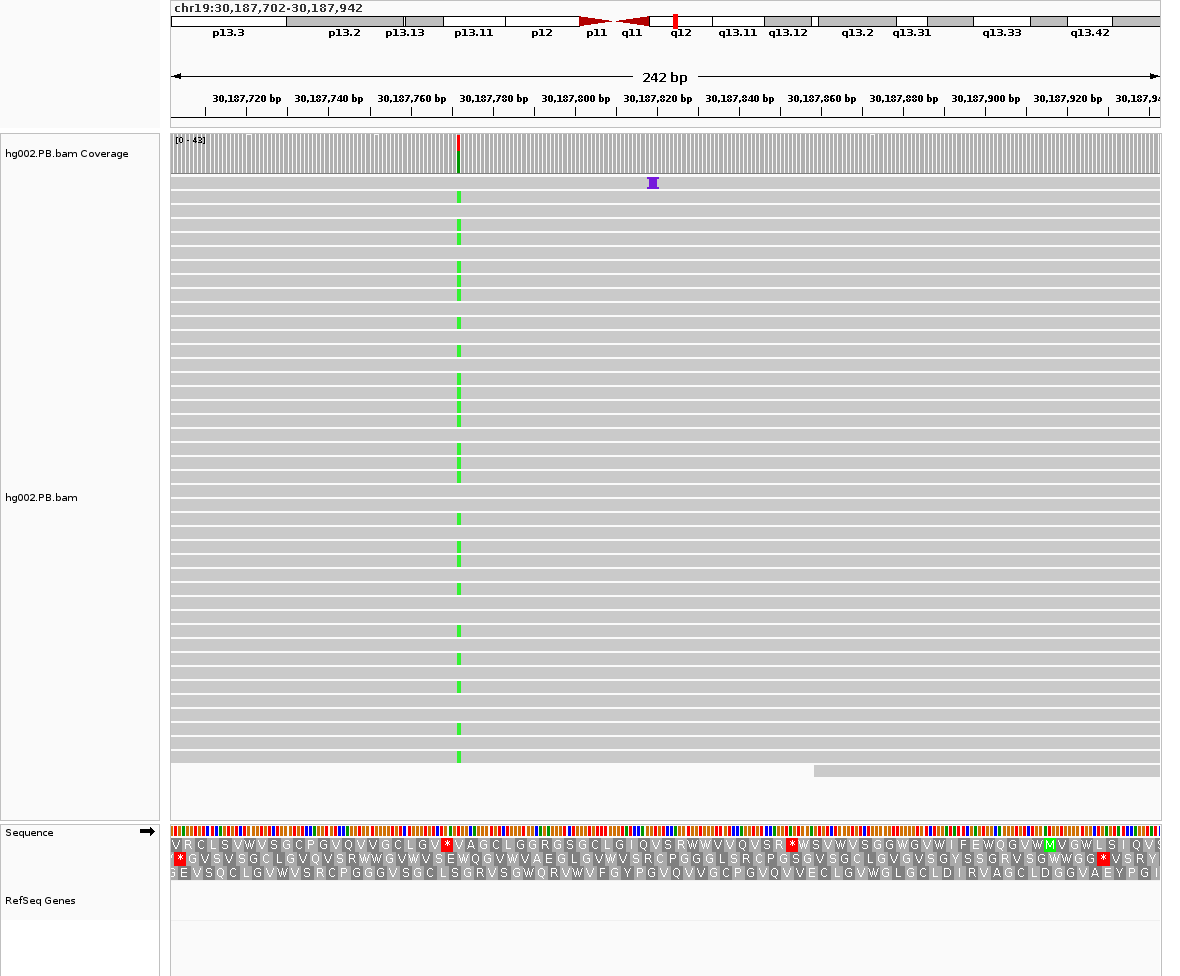 chr19:30,187,702-30,187,942
p13.3 p13.2 p13.13 p13.11 p12 p11 q11 q12 q13.11 q13.12 q13.2 q13.31 q13.33 q13.42
242 bp
30,187,720 bp 30,187,740 bp 30,187,760 bp 30,187,780 bp 30,187,800 bp 30,187,820 bp 30,187,840 bp 30,187,860 bp 30,187,880 bp 30,187,900 bp 30,187,920 bp 30,187,94
hg002.PB.bam Coverage
[0 - 43]
hg002.PB.bam
Sequence
V R C L S V W V S G C P G V Q V V G C L G V * V A G C L G G R G S G C L G I Q V S R W W V V Q V S R * W S V W V S G G W G V W I F E W Q G V W M V G W L S I Q V S
* G V S V S G C L G V Q V S R W W G V W V S E W Q G V W V A E G L G V W V S R C P G G G L S R C P G S G V S G C L G V G V S G Y S S G R V S G W W G G * V S R Y
G E V S Q C L G V W V S R C P G G G V S G C L S G R V S G W Q R V W V F G Y P G V Q V V G C P G V Q V V E C L G V W G L G C L D I R V A G C L D G G V A E Y P G I
RefSeq Genes